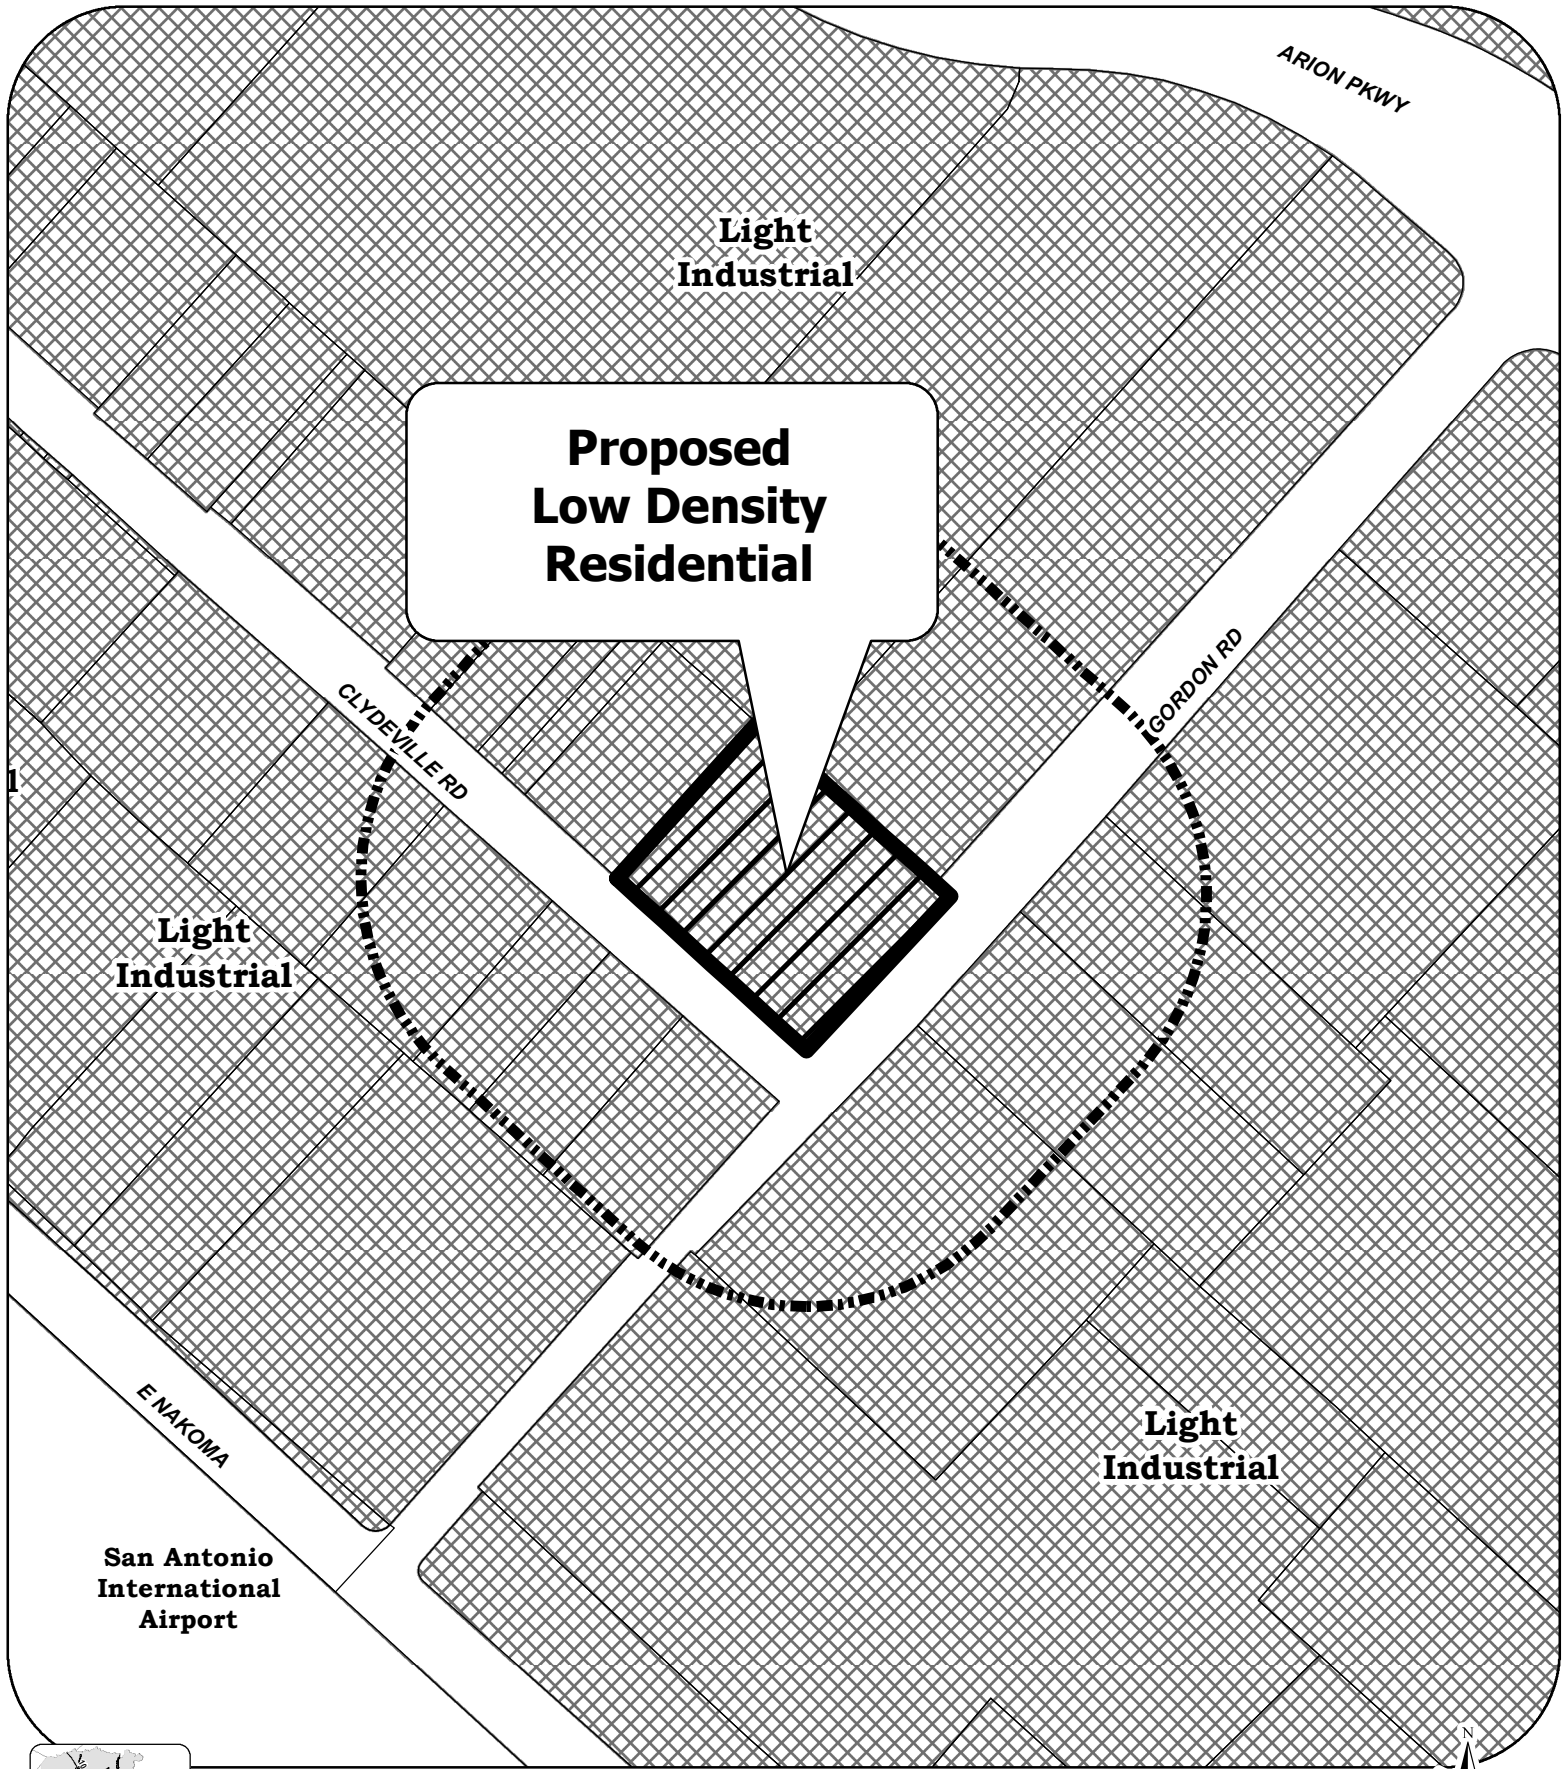 ARION PKWY
Light
Industrial
Proposed
Low Density
Residential
GORDON RD
CLYDEVILLE RD
l
Light
Industrial
E NAKOMA
Light
Industrial
San Antonio
International
Airport
N